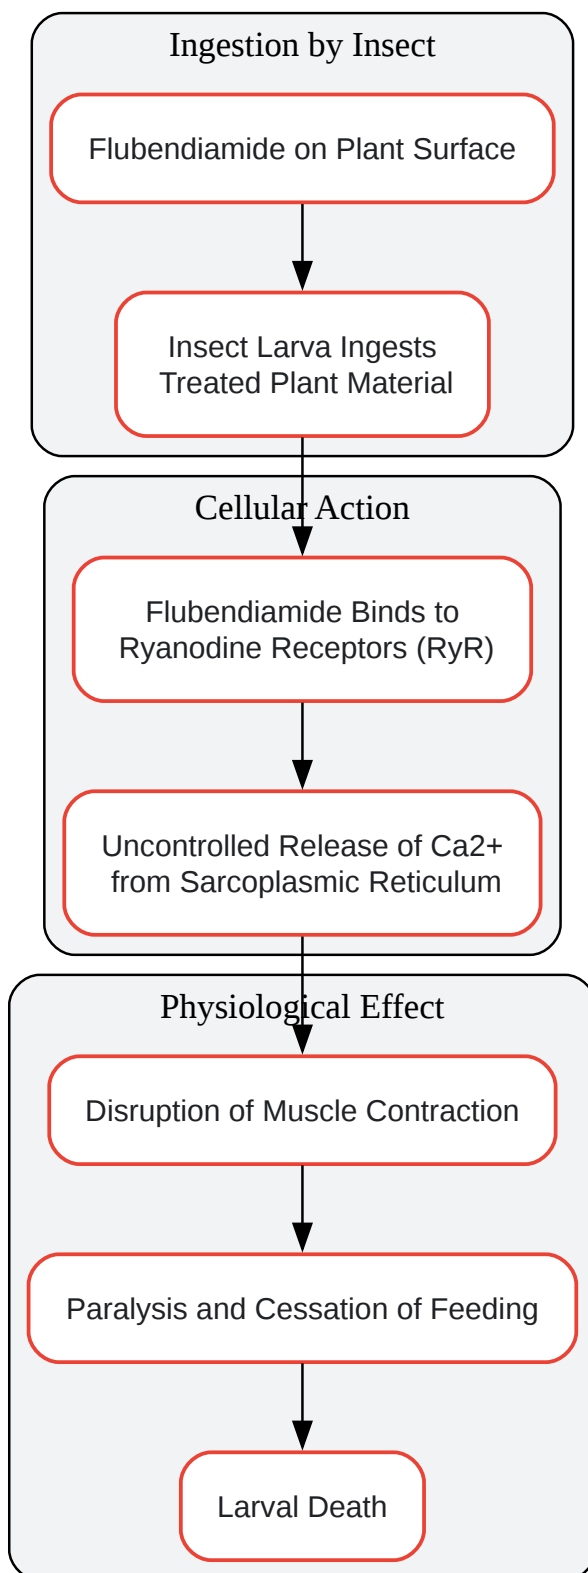 Ingestion by Insect
Flubendiamide on Plant Surface
Insect Larva Ingests
Treated Plant Material
Cellular Action
Flubendiamide Binds to
Ryanodine Receptors (RyR)
Uncontrolled Release of Ca2+
from Sarcoplasmic Reticulum
Physiological Effect
Disruption of Muscle Contraction
Paralysis and Cessation of Feeding
Larval Death